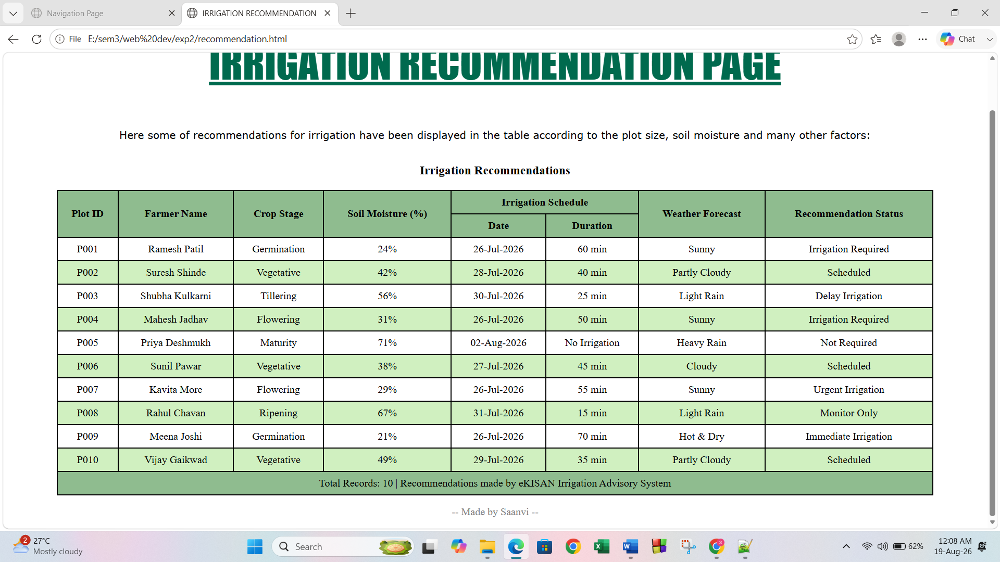 Navigation Page
IRRIGATION RECOMMENDATION
File E:/sem3/web%20dev/exp2/recommendation.html
Chat
IRRIGATION RECOMMENDATION PAGE
Here some of recommendations for irrigation have been displayed in the table according to the plot size, soil moisture and many other factors:
Irrigation Recommendations
Plot ID Farmer Name Crop Stage Soil Moisture (%) Irrigation Schedule Weather Forecast Recommendation Status
Date Duration
P001 Ramesh Patil Germination 24% 26-Jul-2026 60 min Sunny Irrigation Required
P002 Suresh Shinde Vegetative 42% 28-Jul-2026 40 min Partly Cloudy Scheduled
P003 Shubha Kulkarni Tillering 56% 30-Jul-2026 25 min Light Rain Delay Irrigation
P004 Mahesh Jadhav Flowering 31% 26-Jul-2026 50 min Sunny Irrigation Required
P005 Priya Deshmukh Maturity 71% 02-Aug-2026 No Irrigation Heavy Rain Not Required
P006 Sunil Pawar Vegetative 38% 27-Jul-2026 45 min Cloudy Scheduled
P007 Kavita More Flowering 29% 26-Jul-2026 55 min Sunny Urgent Irrigation
P008 Rahul Chavan Ripening 67% 31-Jul-2026 15 min Light Rain Monitor Only
P009 Meena Joshi Germination 21% 26-Jul-2026 70 min Hot & Dry Immediate Irrigation
P010 Vijay Gaikwad Vegetative 49% 29-Jul-2026 35 min Partly Cloudy Scheduled
Total Records: 10 | Recommendations made by eKISAN Irrigation Advisory System
-- Made by Saanvi --
2
27°C
Mostly cloudy
Search
62%
12:08 AM
19-Aug-26